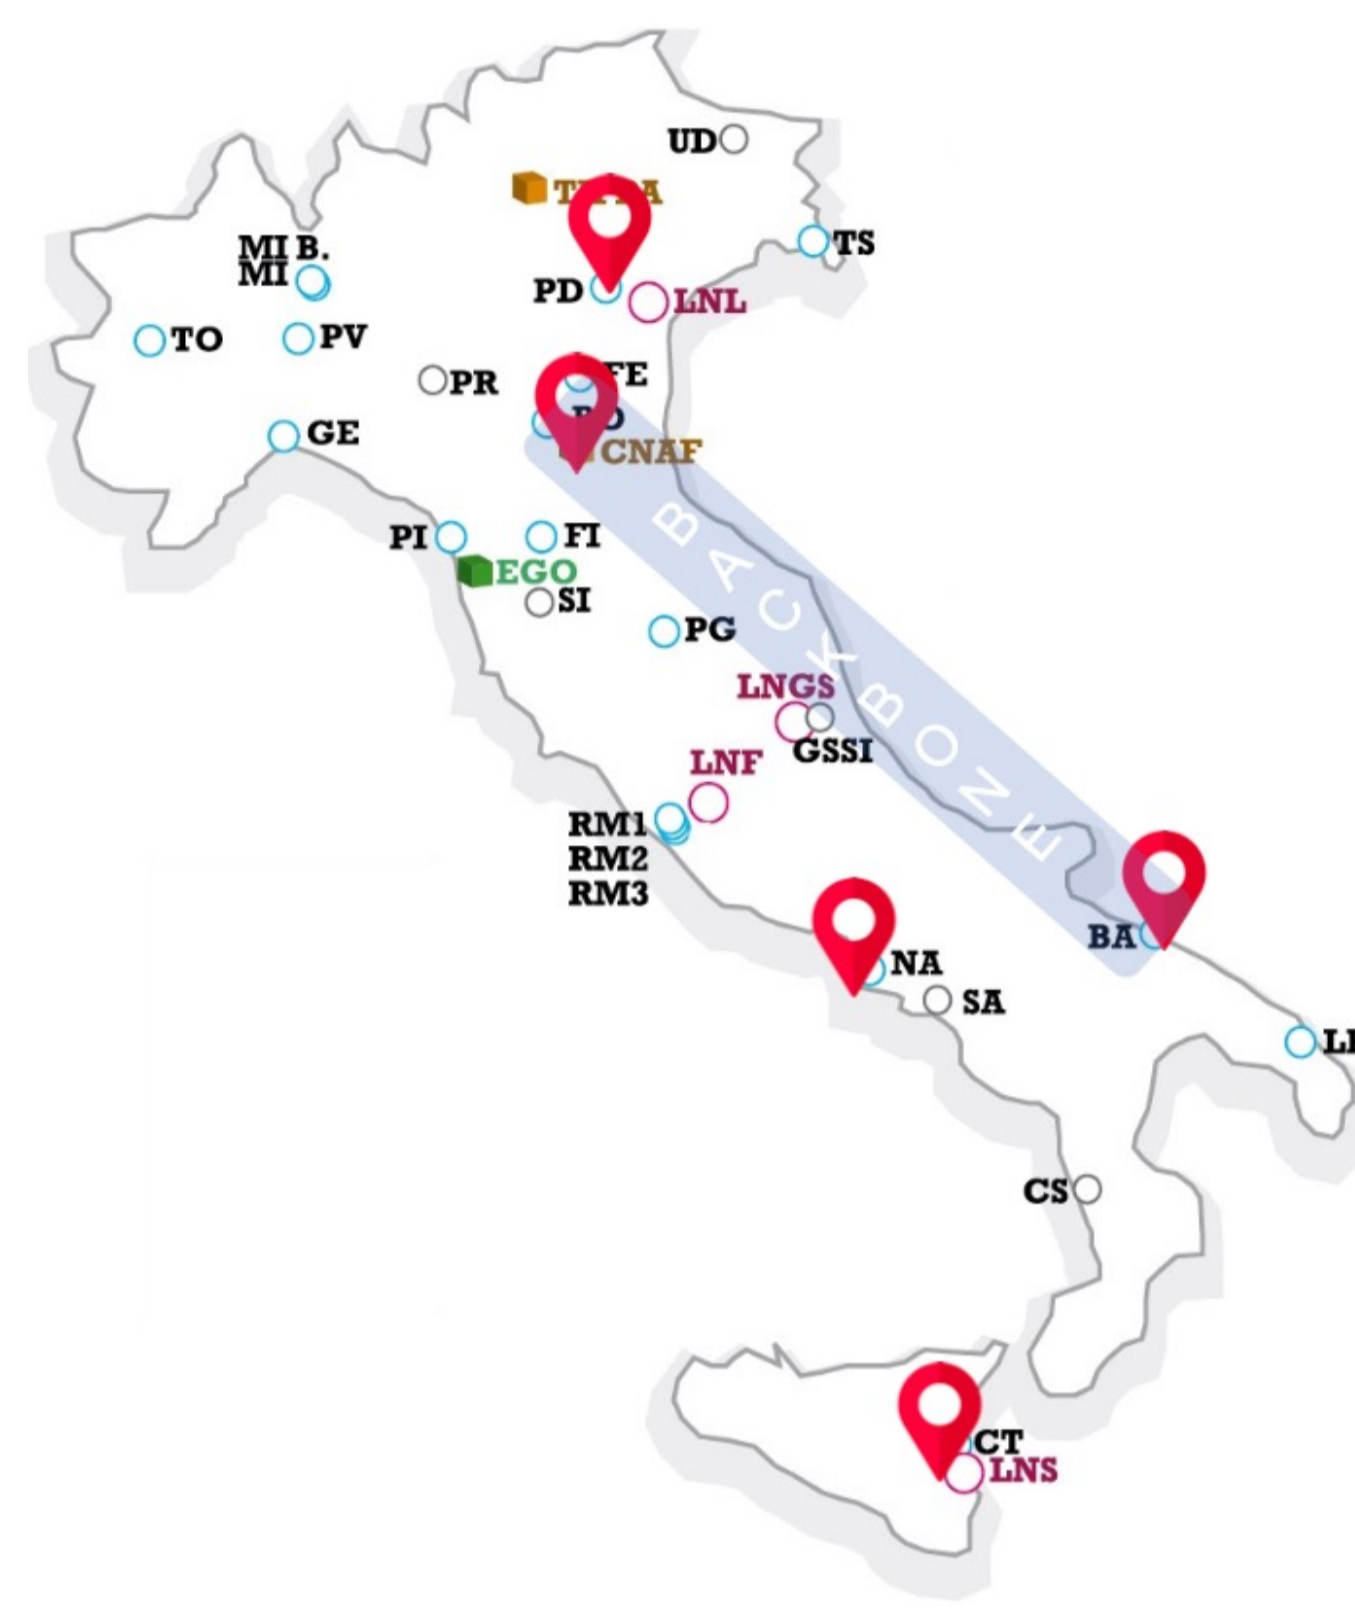 UD
TS
MI B.
MI
PD
LNL
TO
PV
PR
FE
GE
BO
CNAF
PI
FI
EGO
SI
PG
BACKBONE
LNGS
GSSI
LNF
RM1
RM2
RM3
BA
NA
SA
CS
CT
LNS